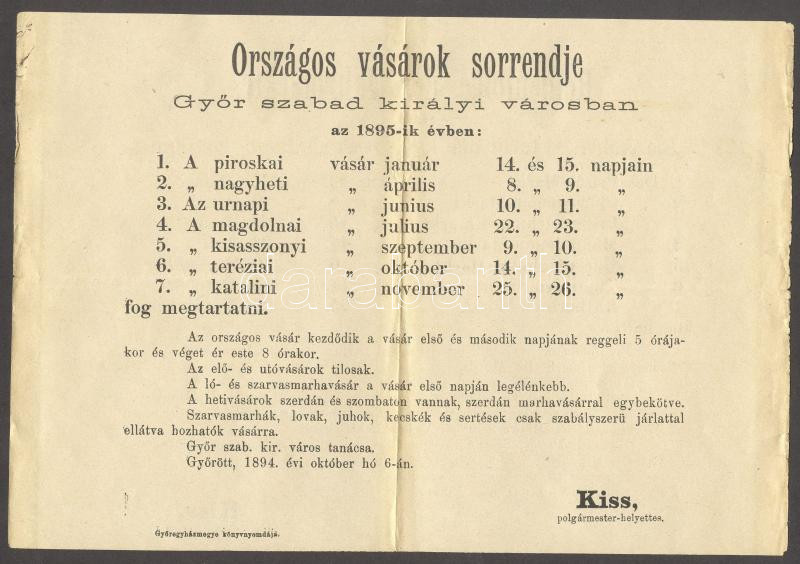 Országos vásárok sorrendje
Győr szabad királyi városban
az 1895-ik évben:
1. A piroskai vásár január 14. és 15. napjain
2. „ nagyheti „ április 8. „ 9. „
3. Az urnapi „ junius 10. „ 11. „
4. A magdolnai „ julius 22. „ 23. „
5. „ kisasszonyi „ szeptember 9. „ 10. „
6. „ teréziai „ október 14. „ 15. „
7. „ katalini „ november 25. „ 26. „
fog megtartatni.
Az országos vásár kezdődik a vásár első és második napjának reggeli 5 órája-
kor és véget ér este 8 órakor.
Az elő- és utóvásárok tilosak.
A ló- és szarvasmarhavásár a vásár első napján legélénkebb.
A hetivásárok szerdán és szombaton vannak, szerdán marhavásárral egybekötve.
Szarvasmarhák, lovak, juhok, kecskék és sertések csak szabályszerü járlattal
ellátva bozhatók vásárra.
Győr szab. kir. város tanácsa.
Győrött, 1894. évi október hó 6-án.
Kiss,
polgármester-helyettes.
Győregyházmegye könyvnyomdája.
darabanth